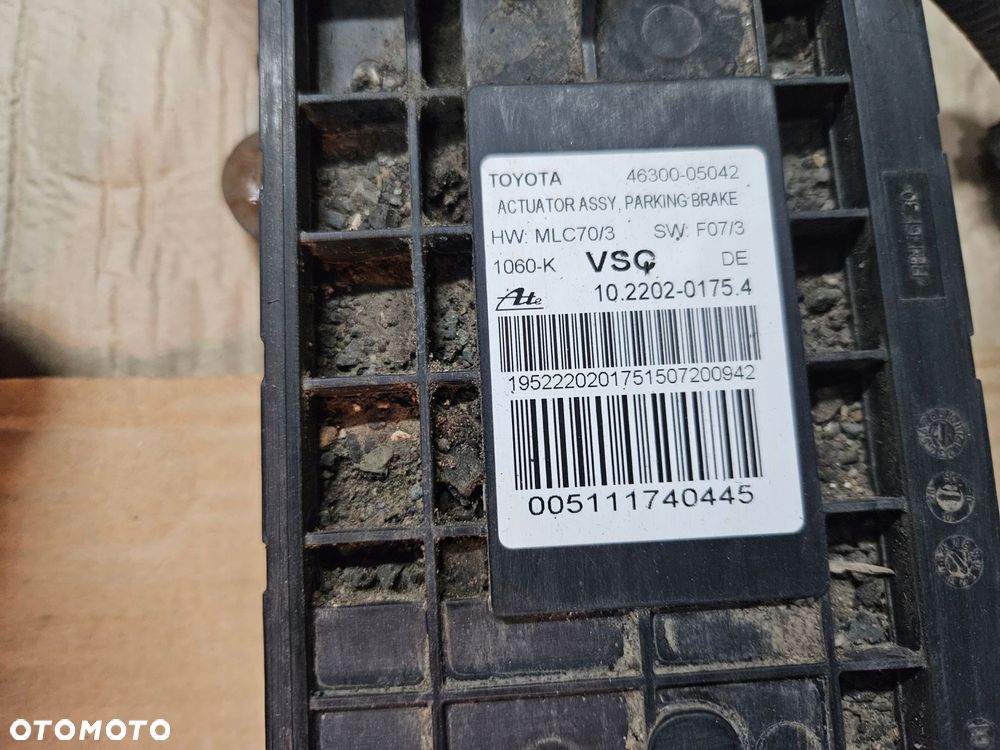 TOYOTA 46300-05042
ACTUATOR ASSY, PARKING BRAKE
HW: MLC70/3 SW: F07/3
1060-K VSC DE
Ate 10.2202-0175.4
1952220201751507200942
005111740445
OTOMOTO